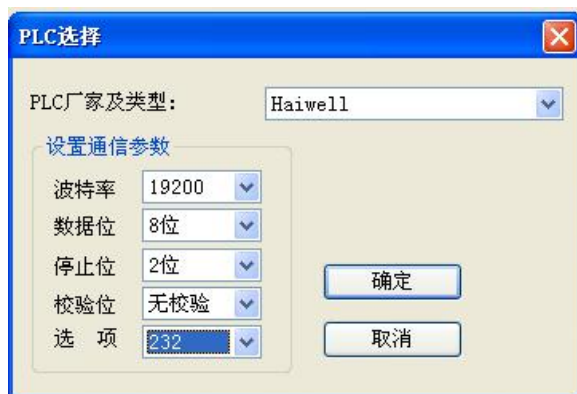 PLC选择
PLC厂家及类型： Haiwell
设置通信参数
波特率 19200
数据位 8位
停止位 2位
校验位 无校验
选 项 232
确定
取消